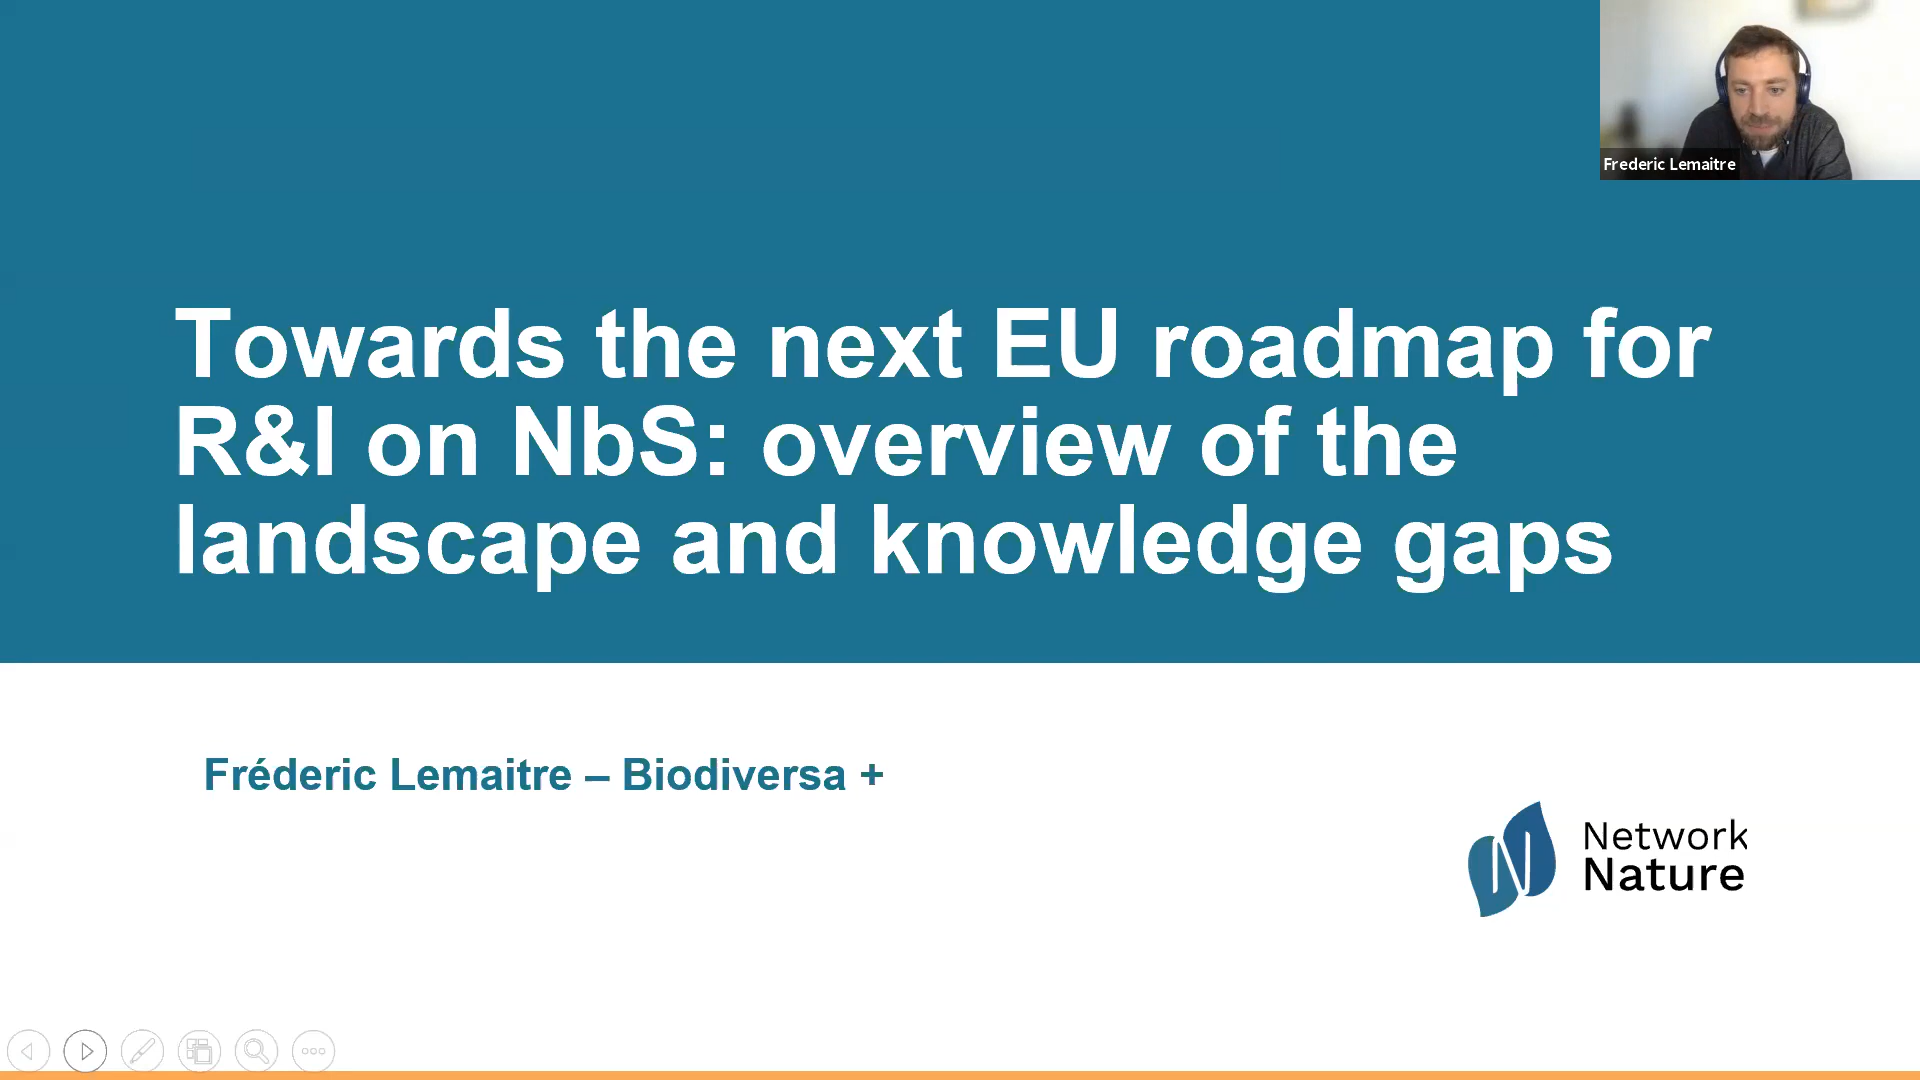 Frederic Lemaitre
Towards the next EU roadmap for
R&I on NbS: overview of the
landscape and knowledge gaps
Fréderic Lemaitre – Biodiversa +
N
Network
Nature